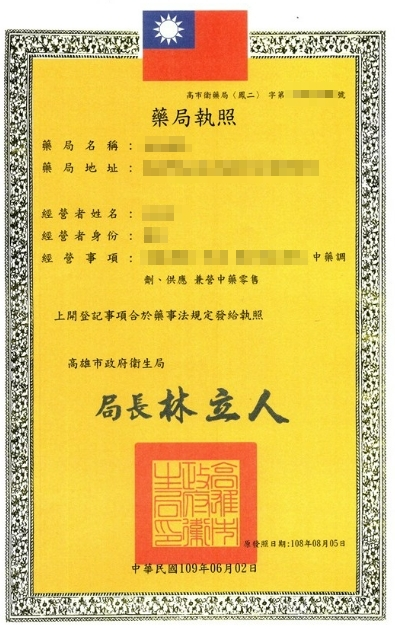 高市衛藥局(鳳二) 字第 號
藥局執照
藥局名稱:
藥局地址:
經營者姓名:
經營者身份:
經營事項: 中藥調
劑、供應 兼營中藥零售
上開登記事項合於藥事法規定發給執照
高雄市政府衛生局
局長 林立人
高雄市政府衛生局印
原發照日期:108年08月05日
中華民國109年06月02日